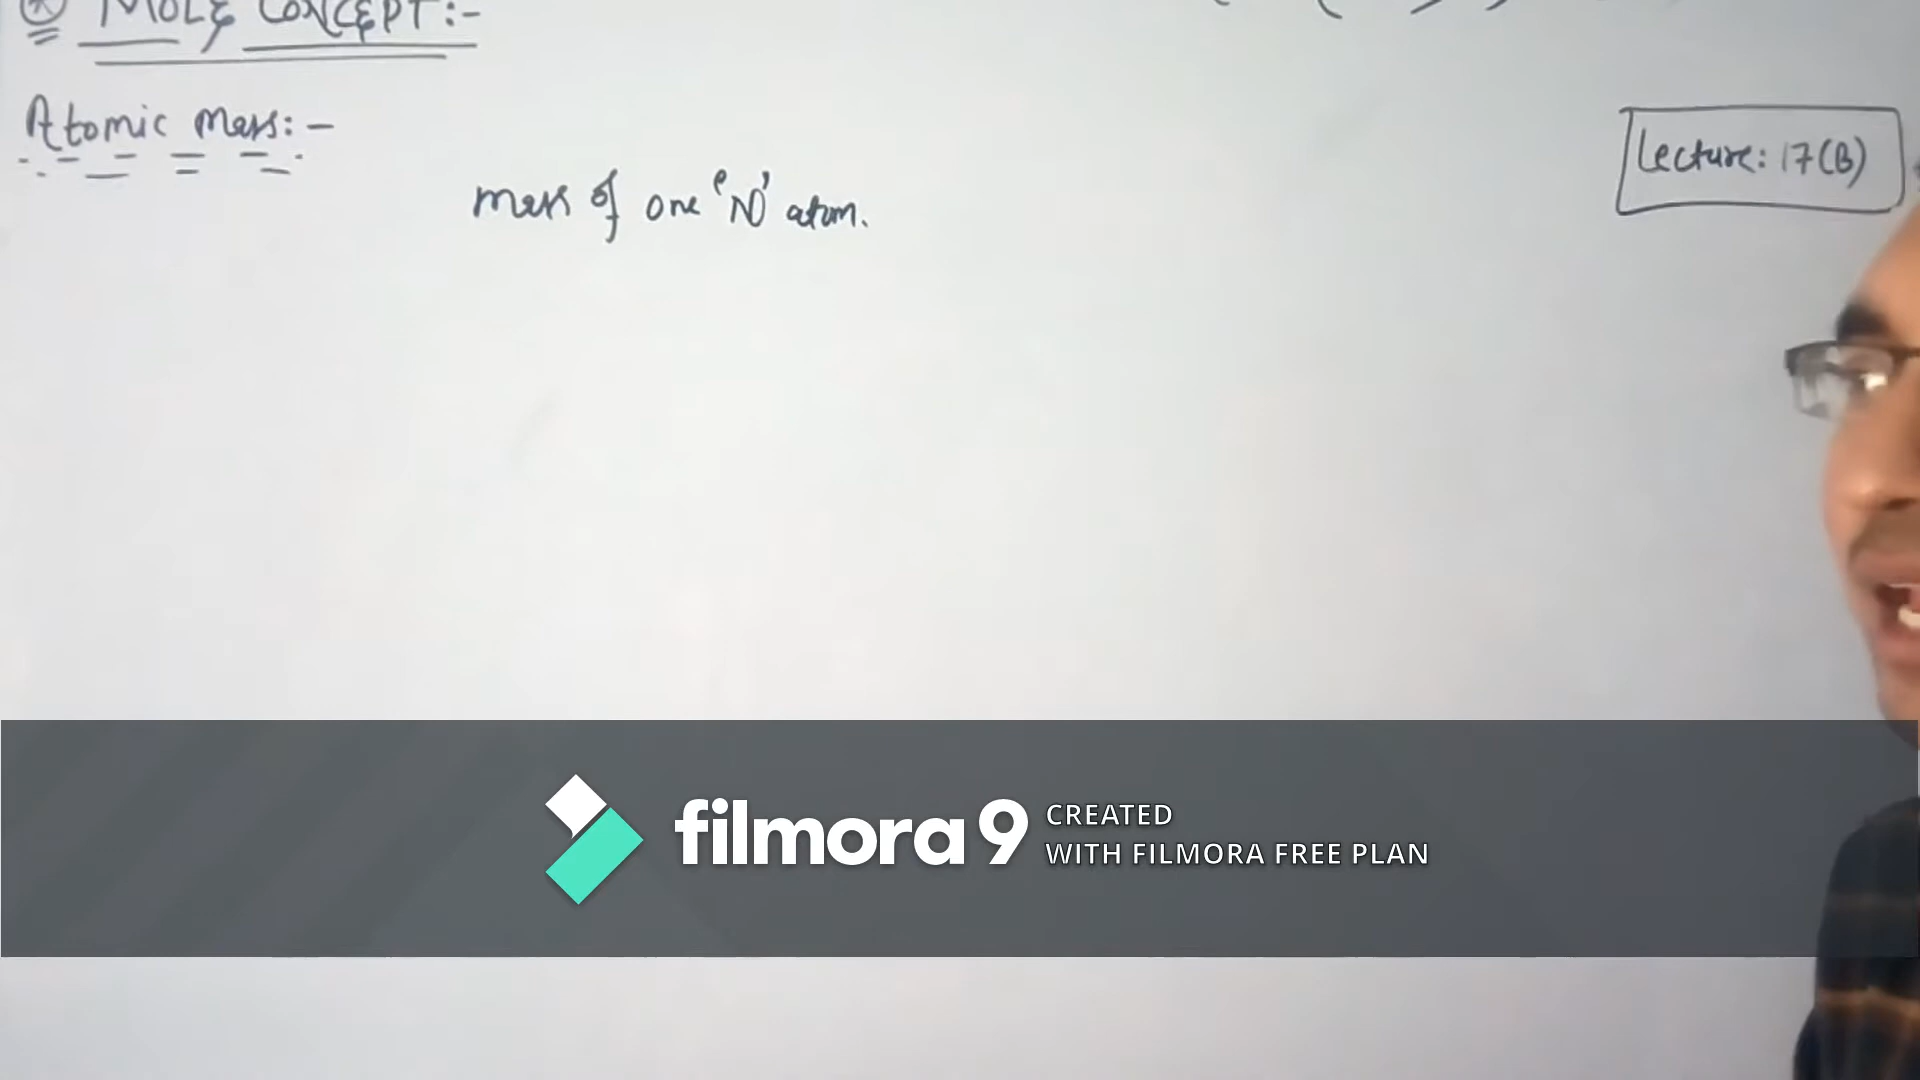 MOLE CONCEPT:-
Atomic Mass:-
Lecture: 17(B)
Mass of one 'N' atom.
filmora9
CREATED
WITH FILMORA FREE PLAN